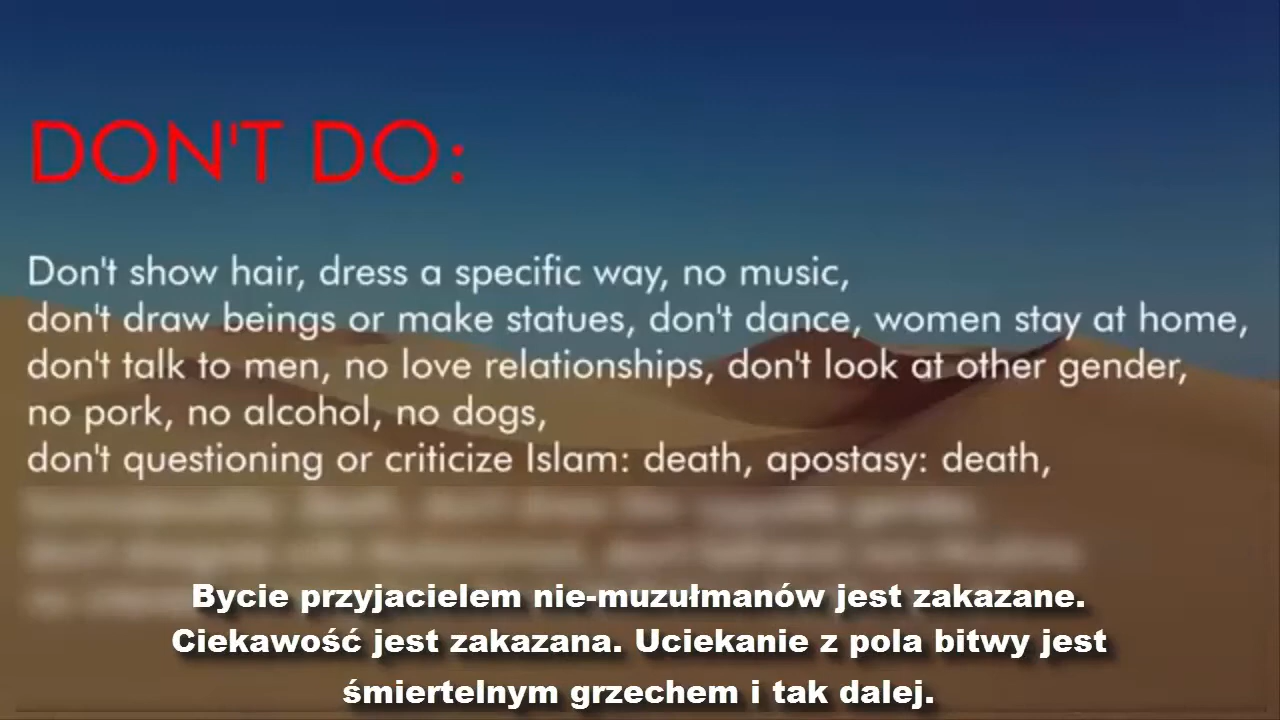 DON'T DO:
Don't show hair, dress a specific way, no music,
don't draw beings or make statues, don't dance, women stay at home,
don't talk to men, no love relationships, don't look at other gender,
no pork, no alcohol, no dogs,
don't questioning or criticize Islam: death, apostasy: death,
Bycie przyjacielem nie-muzułmanów jest zakazane.
Ciekawość jest zakazana. Uciekanie z pola bitwy jest
śmiertelnym grzechem i tak dalej.